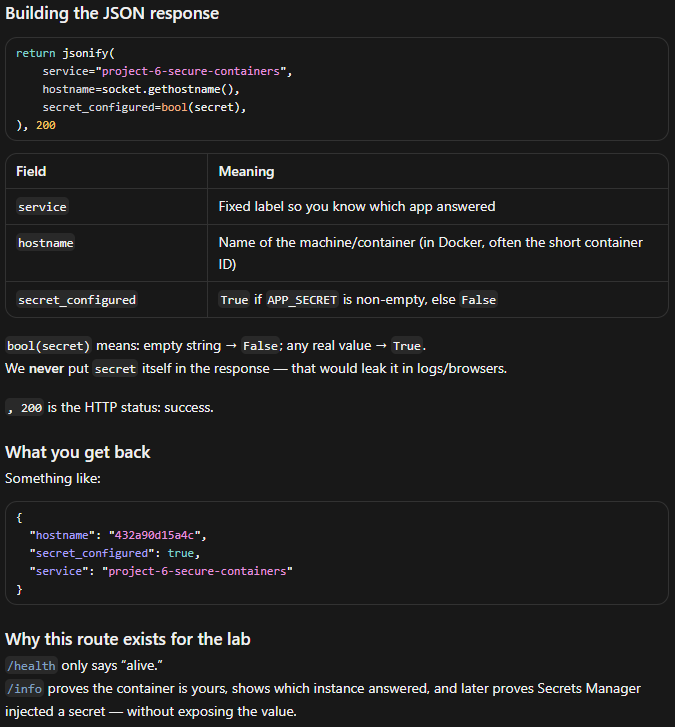 Building the JSON response
return jsonify(
    service="project-6-secure-containers",
    hostname=socket.gethostname(),
    secret_configured=bool(secret),
), 200
Field Meaning
service Fixed label so you know which app answered
hostname Name of the machine/container (in Docker, often the short container
ID)
secret_configured True if APP_SECRET is non-empty, else False
bool(secret) means: empty string → False; any real value → True.
We never put secret itself in the response — that would leak it in logs/browsers.
, 200 is the HTTP status: success.
What you get back
Something like:
{
  "hostname": "432a90d15a4c",
  "secret_configured": true,
  "service": "project-6-secure-containers"
}
Why this route exists for the lab
/health only says “alive.”
/info proves the container is yours, shows which instance answered, and later proves Secrets Manager
injected a secret — without exposing the value.